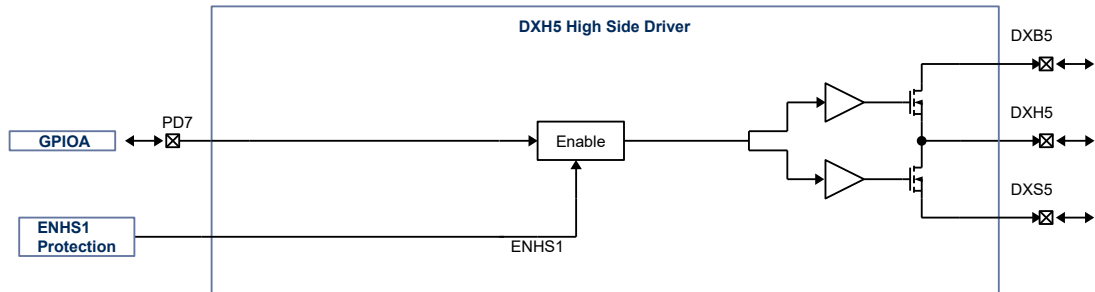 DXH5 High Side Driver
DXB5
PD7
DXH5
GPIOA
Enable
DXS5
ENHS1
Protection
ENHS1